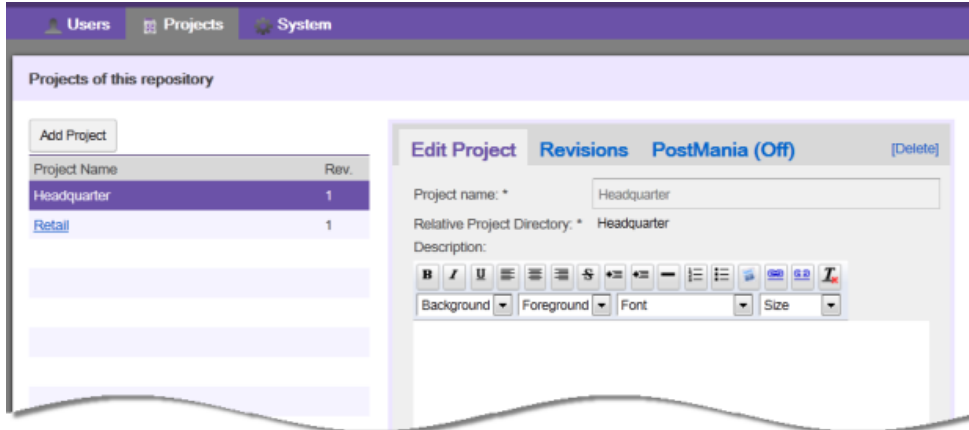 Users Projects System
Projects of this repository
Add Project
Project Name Rev.
Headquarter 1
Retail 1
Edit Project Revisions PostMania (Off) [Delete]
Project name: * Headquarter
Relative Project Directory: * Headquarter
Description:
B I U S T
Background Foreground Font Size